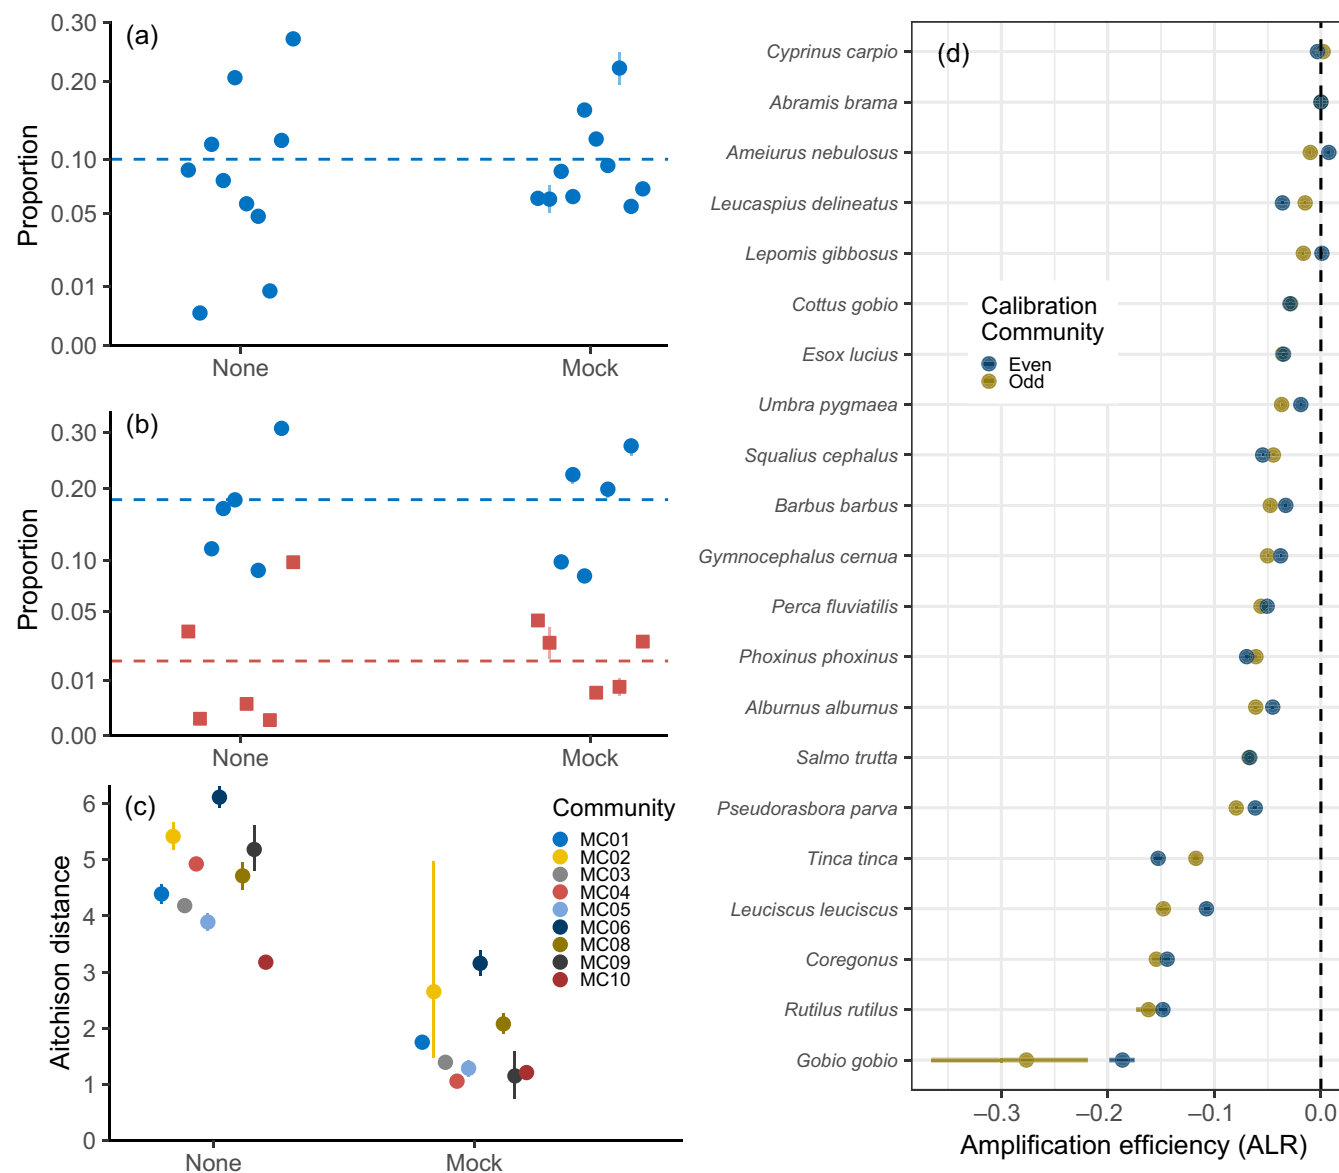 (a)
Proportion
0.30
0.20
0.10
0.05
0.01
0.00
None
Mock
(b)
Proportion
0.30
0.20
0.10
0.05
0.01
0.00
None
Mock
(c)
Aitchison distance
6
5
4
3
2
1
0
None
Mock
Community
MC01
MC02
MC03
MC04
MC05
MC06
MC08
MC09
MC10
(d)
Cyprinus carpio
Abramis brama
Ameiurus nebulosus
Leucaspius delineatus
Lepomis gibbosus
Cottus gobio
Esox lucius
Umbra pygmaea
Squalius cephalus
Barbus barbus
Gymnocephalus cernua
Perca fluviatilis
Phoxinus phoxinus
Alburnus alburnus
Salmo trutta
Pseudorasbora parva
Tinca tinca
Leuciscus leuciscus
Coregonus
Rutilus rutilus
Gobio gobio
Calibration
Community
Even
Odd
−0.3
−0.2
−0.1
0.0
Amplification efficiency (ALR)